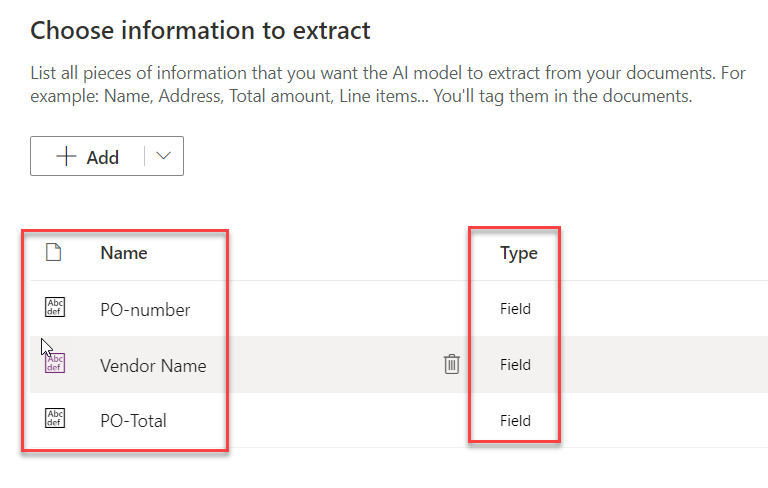 Choose information to extract
List all pieces of information that you want the AI model to extract from your documents. For
example: Name, Address, Total amount, Line items... You'll tag them in the documents.
Add
Name Type
Abc def PO-number Field
Abc def Vendor Name Field
Abc def PO-Total Field